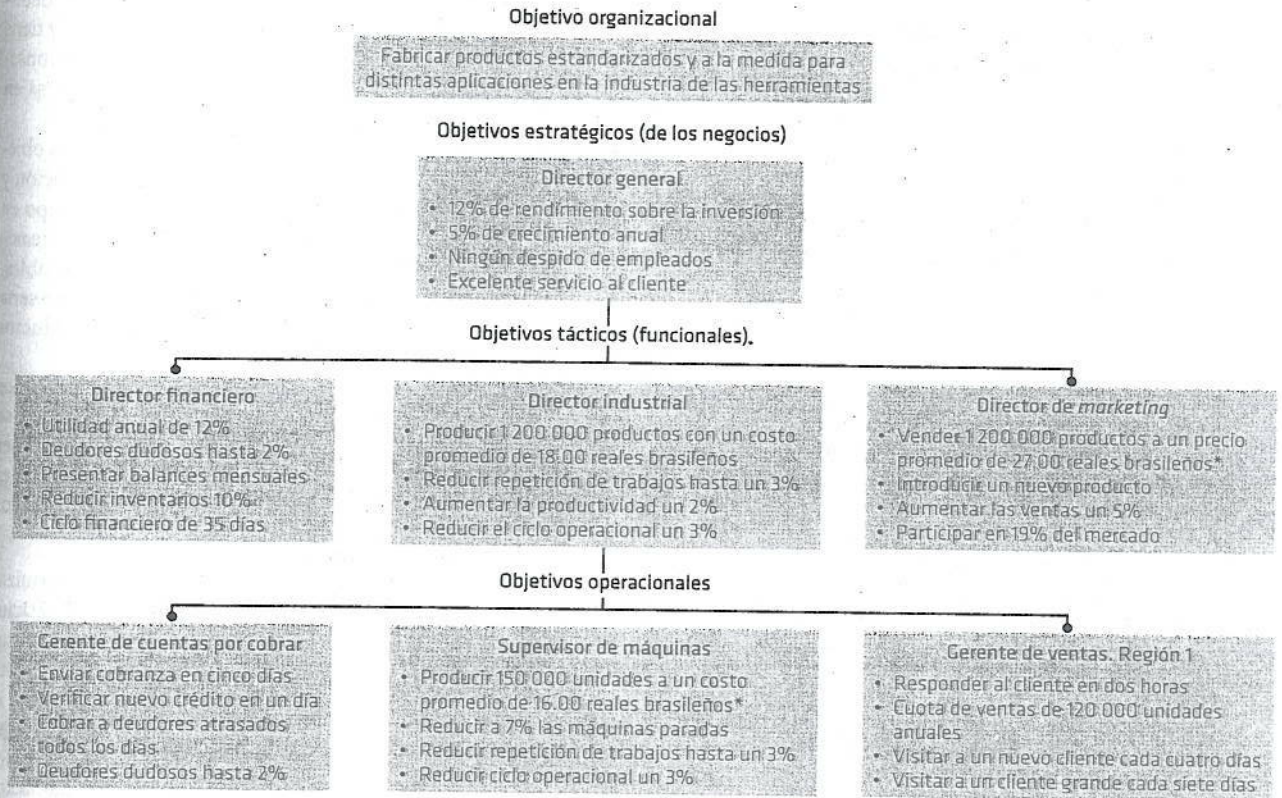 Objetivo organizacional
Fabricar productos estandarizados y a la medida para
distintas aplicaciones en la industria de las herramientas
Objetivos estratégicos (de los negocios)
Director general
• 12% de rendimiento sobre la inversión
• 5% de crecimiento anual
• Ningún despido de empleados
• Excelente servicio al cliente
Objetivos tácticos (funcionales).
Director financiero
• Utilidad anual de 12%
• Deudores dudosos hasta 2%
• Presentar balances mensuales
• Reducir inventarios 10%
• Ciclo financiero de 35 días
Director industrial
• Producir 1 200 000 productos con un costo
promedio de 18.00 reales brasileños
• Reducir repetición de trabajos hasta un 3%
• Aumentar la productividad un 2%
• Reducir el ciclo operacional un 3%
Director de marketing
• Vender 1 200 000 productos a un precio
promedio de 27.00 reales brasileños*
• Introducir un nuevo producto
• Aumentar las ventas un 5%
• Participar en 19% del mercado
Objetivos operacionales
Gerente de cuentas por cobrar
• Enviar cobranza en cinco días
• Verificar nuevo crédito en un día
• Cobrar a deudores atrasados
todos los días
• Deudores dudosos hasta 2%
Supervisor de máquinas
• Producir 150 000 unidades a un costo
promedio de 16.00 reales brasileños*
• Reducir a 7% las máquinas paradas
• Reducir repetición de trabajos hasta un 3%
• Reducir ciclo operacional un 3%
Gerente de ventas. Región 1
• Responder al cliente en dos horas
• Cuota de ventas de 120 000 unidades
anuales
• Visitar a un nuevo cliente cada cuatro días
• Visitar a un cliente grande cada siete días